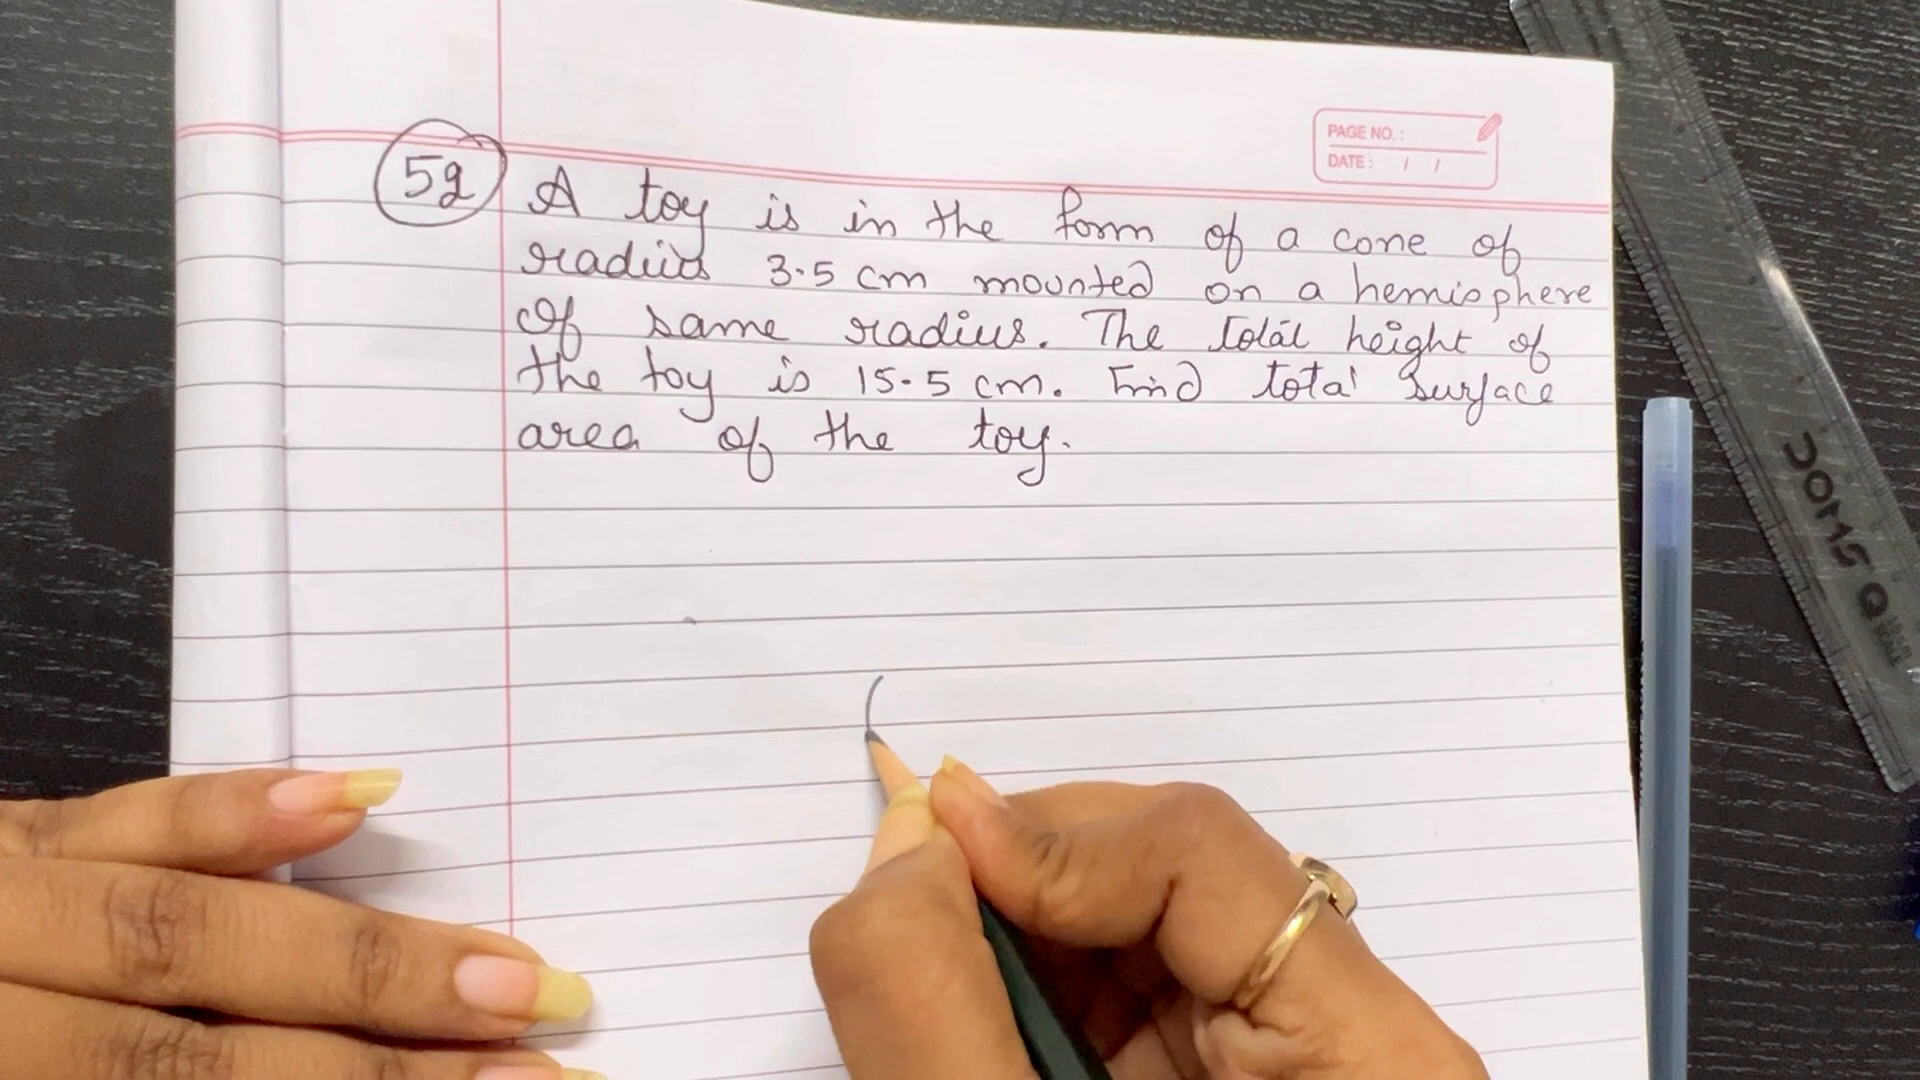 PAGE NO. :
DATE : / /
59 A toy is in the form of a cone of
radius 3.5 cm mounted on a hemisphere
of same radius. The total height of
the toy is 15.5 cm. Find total surface
area of the toy.
DOMS